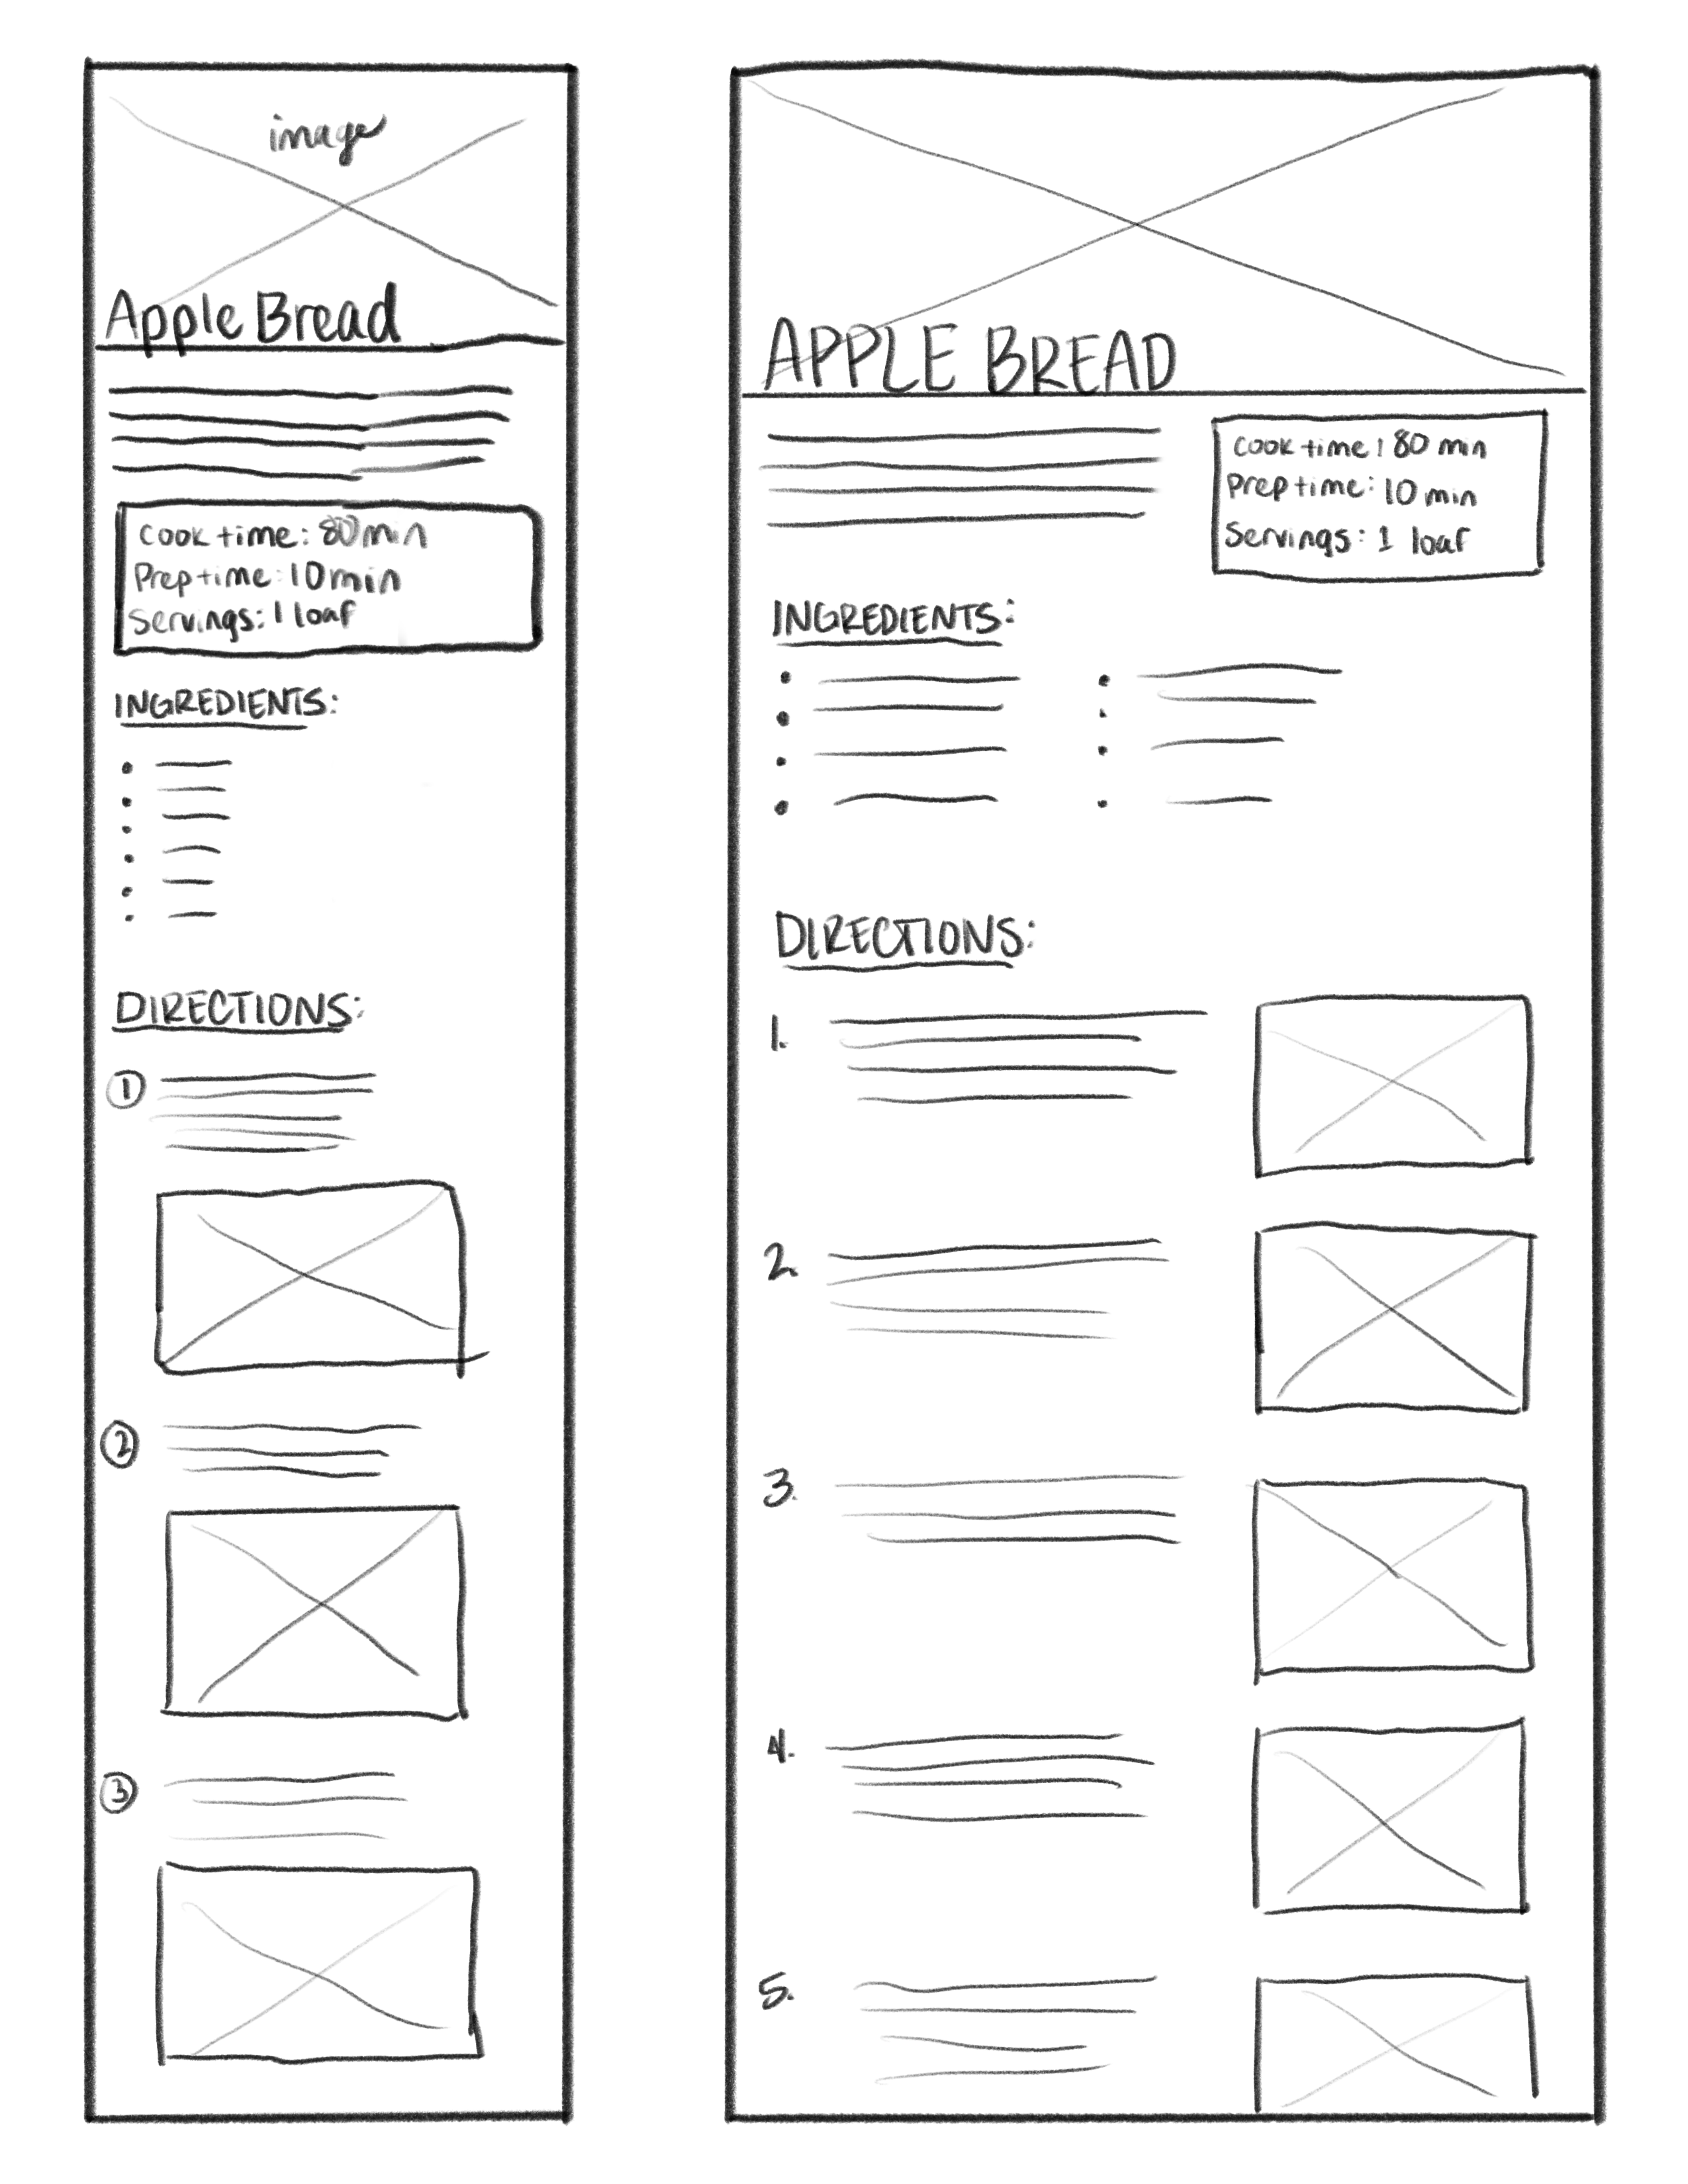 image
Apple Bread
Cook time: 80 min
Prep time: 10 min
Servings: 1 loaf
INGREDIENTS:
DIRECTIONS:
1
2
3
APPLE BREAD
Cook time: 80 min
Prep time: 10 min
Servings: 1 loaf
INGREDIENTS:
DIRECTIONS:
1.
2.
3.
4.
5.